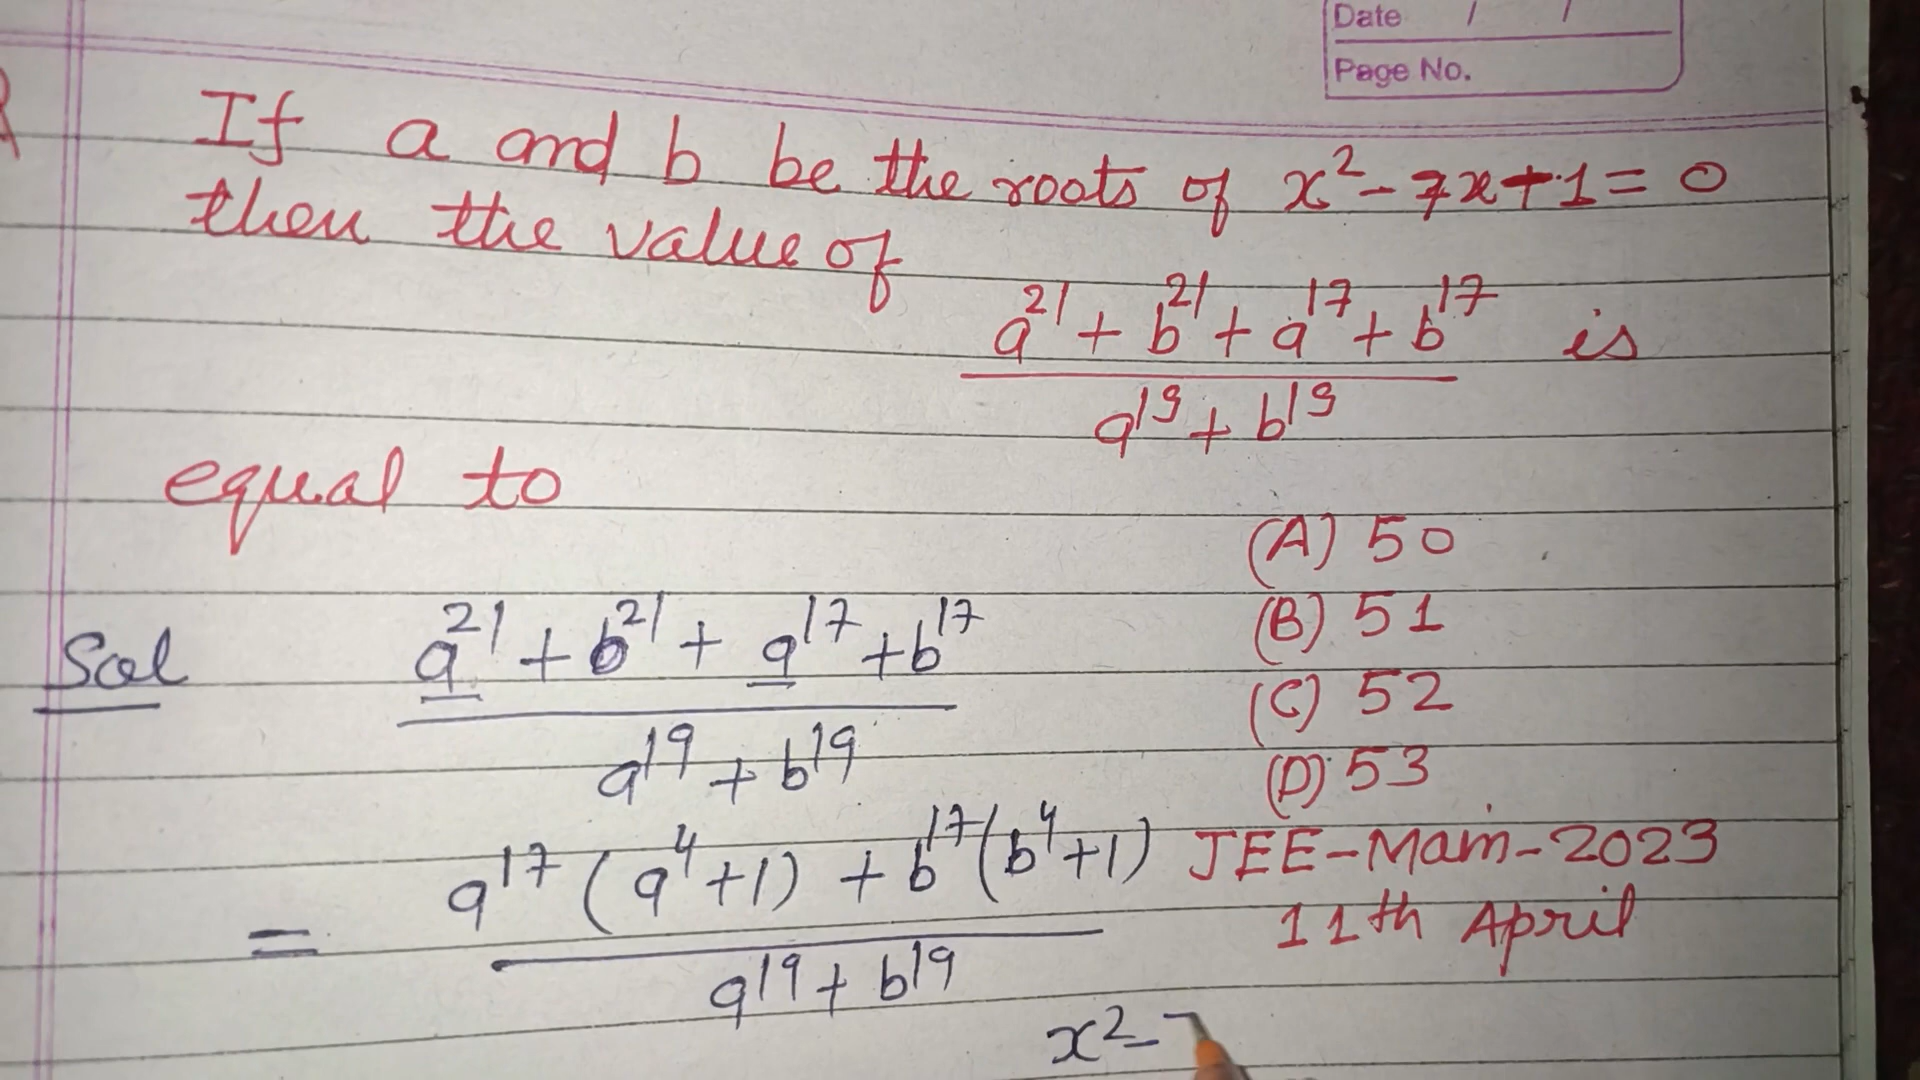 Date / /
Page No.
If a and b be the roots of x² - 7x + 1 = 0
then the value of
a²¹ + b²¹ + a¹⁷ + b¹⁷ is
a¹⁹ + b¹⁹
equal to
(A) 50
(B) 51
(C) 52
(D) 53
Sol a²¹ + b²¹ + a¹⁷ + b¹⁷
a¹⁹ + b¹⁹
= a¹⁷ (a⁴+1) + b¹⁷ (b⁴+1)
a¹⁹ + b¹⁹
JEE-Main-2023
11th April
x² -